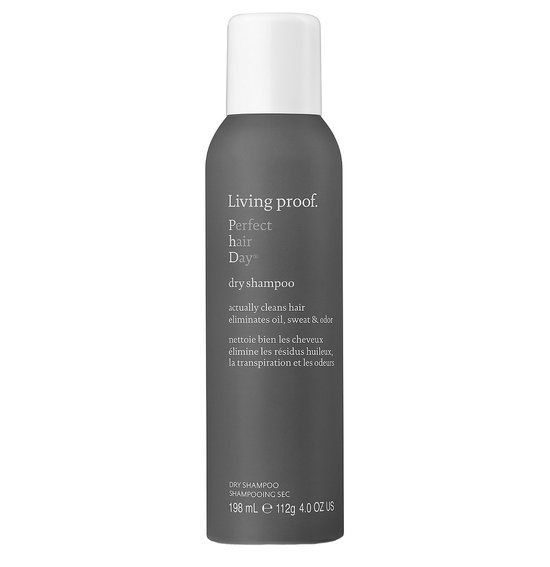 Living proof.
Perfect
hair
Day®
dry shampoo
actually cleans hair
eliminates oil, sweat & odor
nettoie bien les cheveux
élimine les résidus huileux,
la transpiration et les odeurs
DRY SHAMPOO
SHAMPOOING SEC
198 mL ℮ 112g 4.0 OZ US